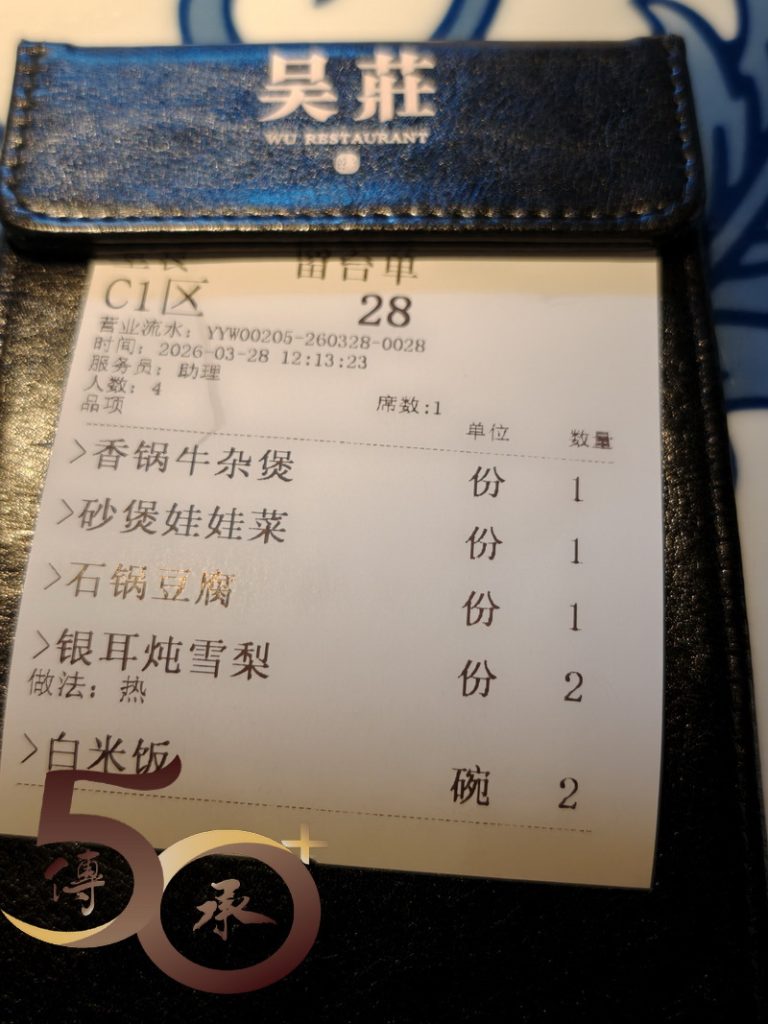 吴莊
WU RESTAURANT
留台单
C1区 28
营业流水: YYW00205-260328-0028
时间: 2026-03-28 12:13:23
服务员: 助理
人数: 4 席数:1
品项 单位 数量
>香锅牛杂煲 份 1
>砂煲娃娃菜 份 1
>石锅豆腐 份 1
>银耳炖雪梨 份 2
做法: 热
>白米饭 碗 2
50+
傳承